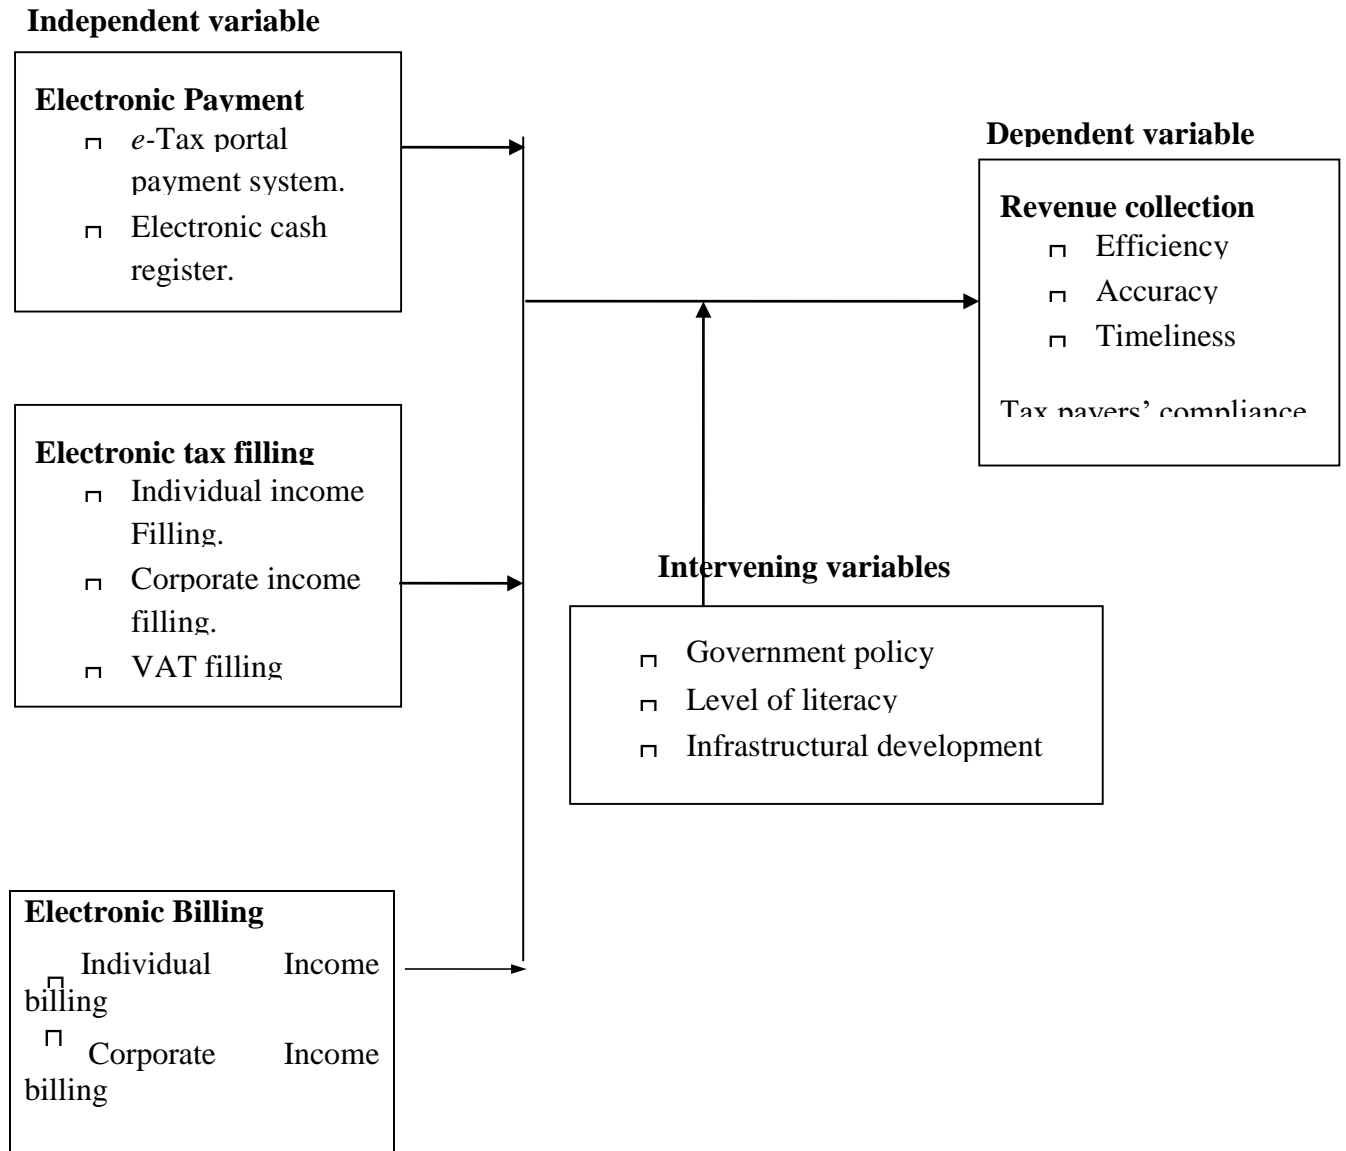 Independent variable
Electronic Payment
e-Tax portal
payment system.
Electronic cash
register.
Dependent variable
Revenue collection
Efficiency
Accuracy
Timeliness
Tax payers’ compliance
Electronic tax filling
Individual income
Filling.
Corporate income
filling.
VAT filling
Intervening variables
Government policy
Level of literacy
Infrastructural development
Electronic Billing
Individual Income
billing
Corporate Income
billing